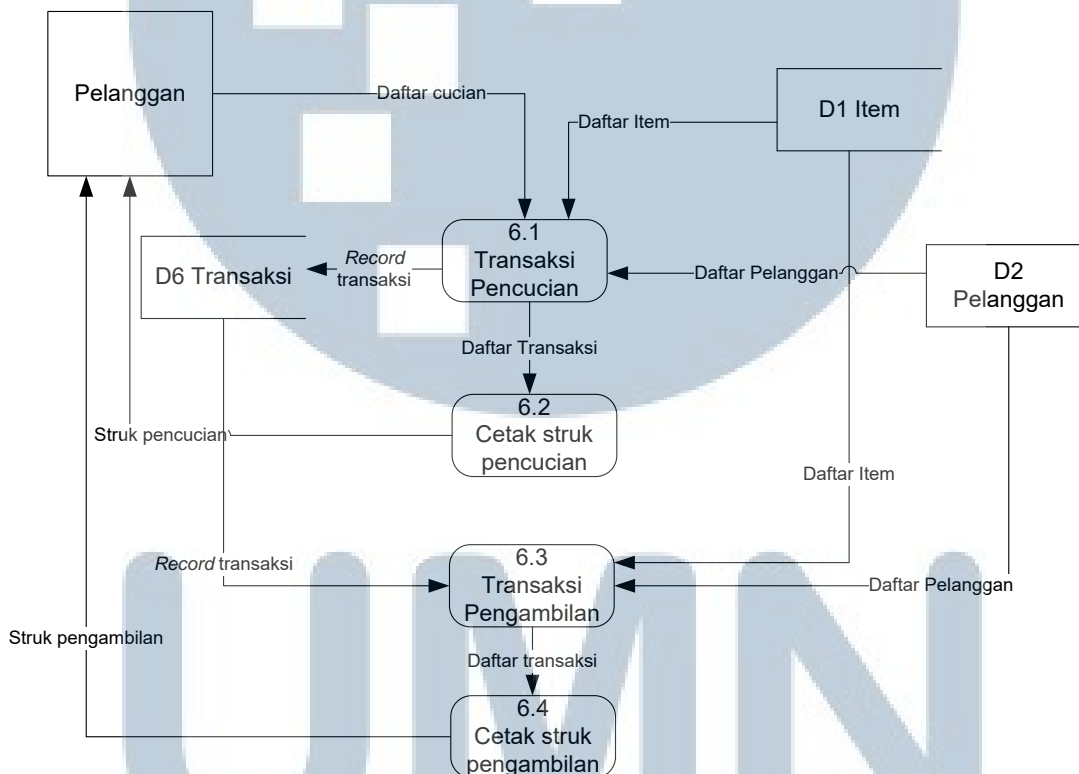 Pelanggan
Daftar cucian
D1 Item
Daftar Item
6.1
Transaksi
Pencucian
Record
transaksi
D6 Transaksi
Daftar Pelanggan
D2
Pelanggan
Daftar Transaksi
6.2
Cetak struk
pencucian
Struk pencucian
Daftar Item
6.3
Transaksi
Pengambilan
Record transaksi
Daftar Pelanggan
Struk pengambilan
Daftar transaksi
6.4
Cetak struk
pengambilan
UMN